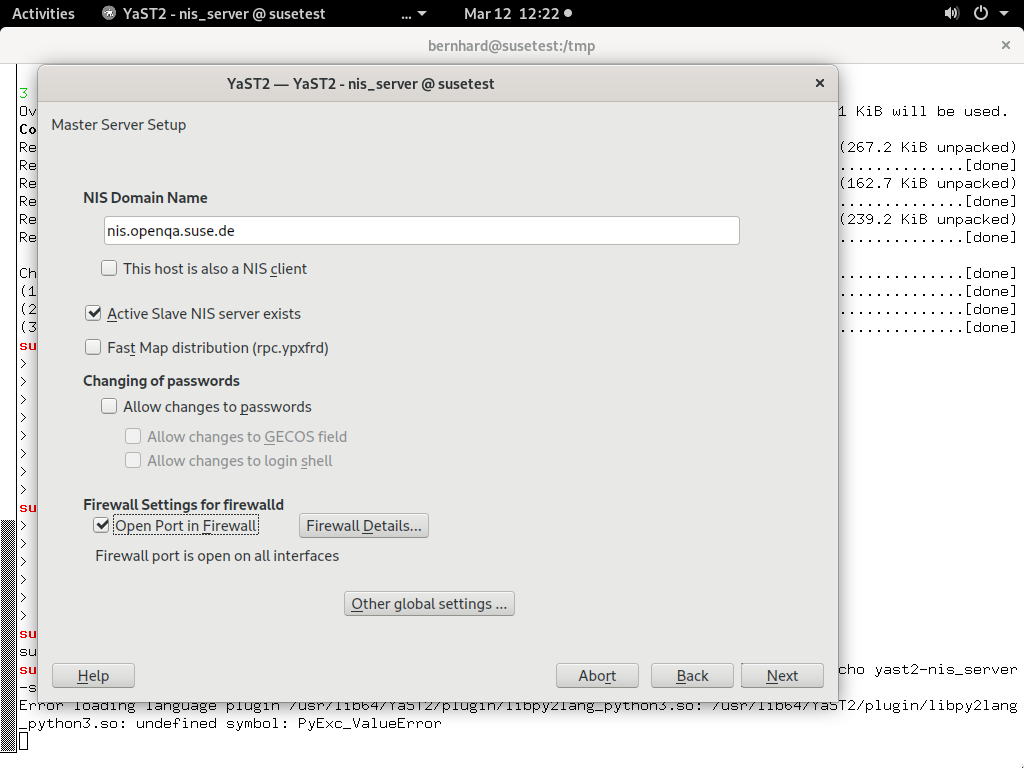 Activities YaST2 - nis_server @ susetest ... Mar 12 12:22
bernhard@susetest:/tmp
YaST2 — YaST2 - nis_server @ susetest
3
Ov 1 KiB will be used.
Master Server Setup
Co
Re (267.2 KiB unpacked)
Re ..............[done]
Re (162.7 KiB unpacked)
Re ..............[done]
Re (239.2 KiB unpacked)
Re ..............[done]
NIS Domain Name
nis.openqa.suse.de
This host is also a NIS client
Ch ..............[done]
(1 ..............[done]
(2 ..............[done]
(3 ..............[done]
Active Slave NIS server exists
su
Fast Map distribution (rpc.ypxfrd)
>
Changing of passwords
>
>
Allow changes to passwords
>
>
Allow changes to GECOS field
>
Allow changes to login shell
>
>
su
Firewall Settings for firewalld
>
Open Port in Firewall Firewall Details...
>
Firewall port is open on all interfaces
>
>
>
Other global settings ...
>
su
su
su cho yast2-nis_server
-s
Help Abort Back Next
Error loading language plugin /usr/lib64/YaST2/plugin/libpy2lang_python3.so: /usr/lib64/YaST2/plugin/libpy2lang
_python3.so: undefined symbol: PyExc_ValueError